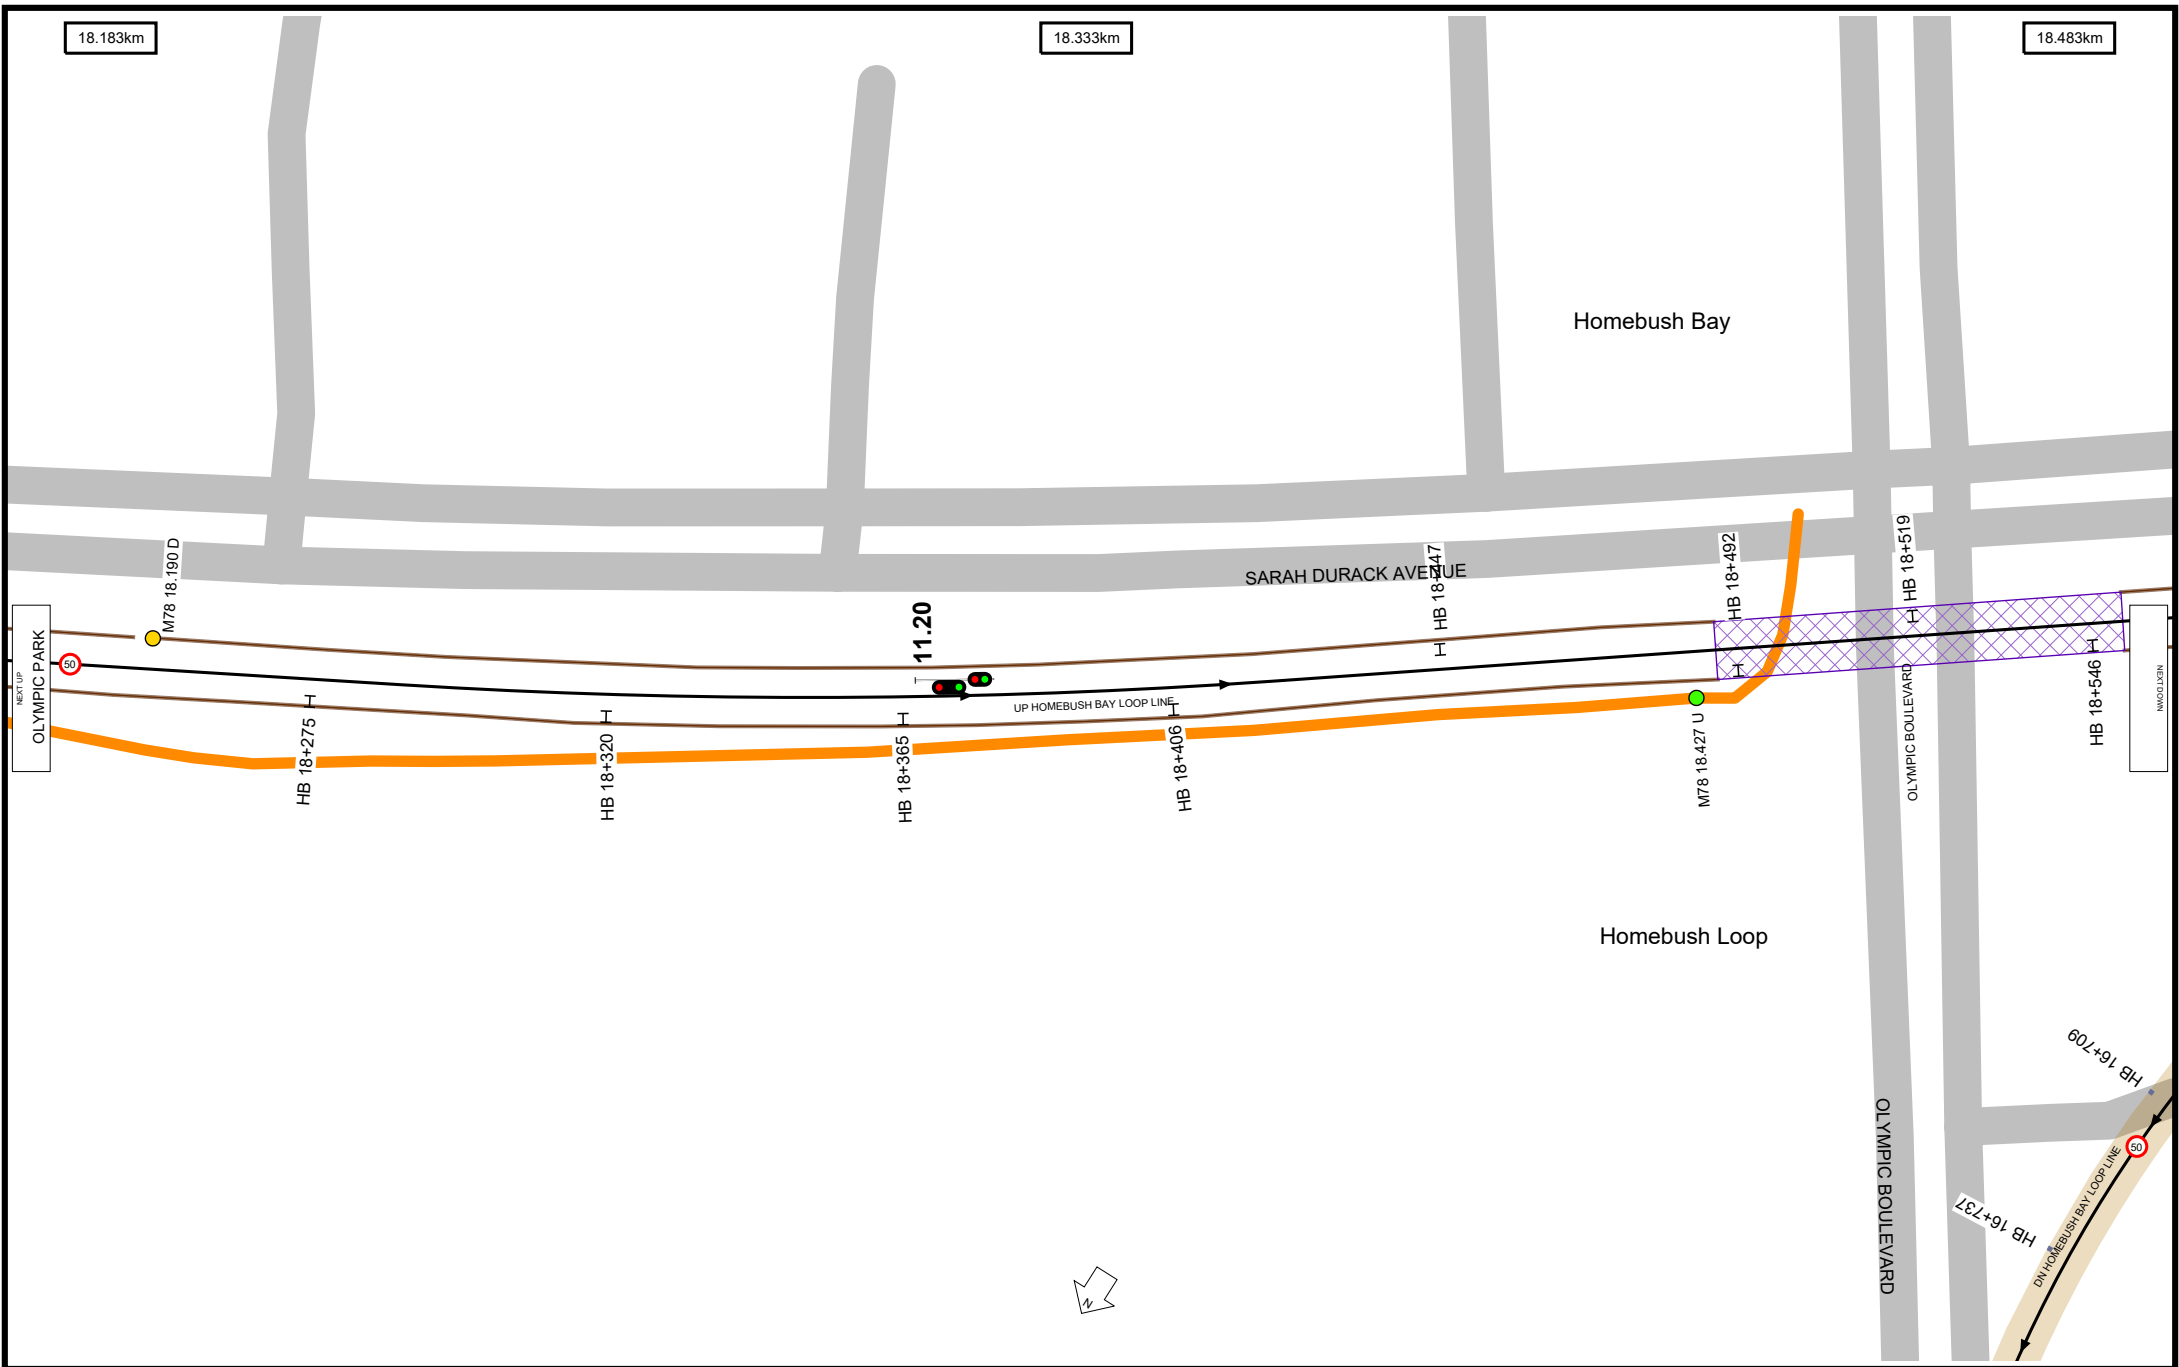 18.183km
18.333km
18.483km
Homebush Bay
SARAH DURACK AVENUE
M78 18.190 D
11.20
HB 18+447
HB 18+492
HB 18+519
NEXT UP
OLYMPIC PARK
50
UP HOMEBUSH BAY LOOP LINE
HB 18+275
HB 18+320
HB 18+365
HB 18+406
M78 18.427 U
OLYMPIC BOULEVARD
HB 18+546
NEXT DOWN
Homebush Loop
HB 16+709
50
DN HOMEBUSH BAY LOOP LINE
HB 16+737
OLYMPIC BOULEVARD
N